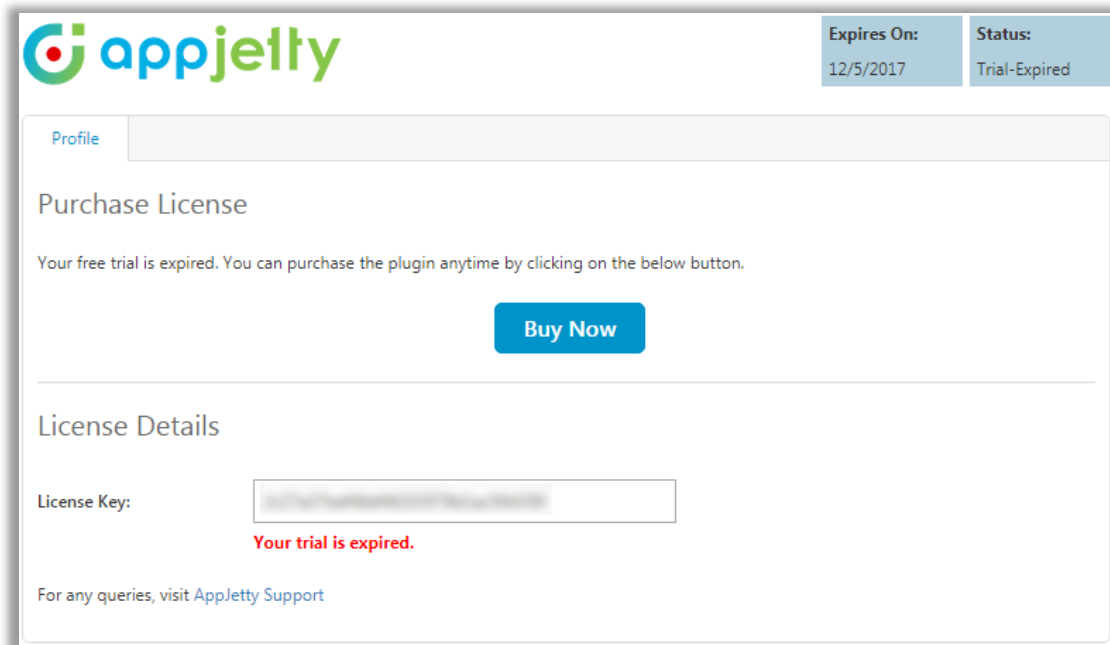 appjetty
Expires On:
12/5/2017
Status:
Trial-Expired
Profile
Purchase License
Your free trial is expired. You can purchase the plugin anytime by clicking on the below button.
Buy Now
License Details
License Key:
Your trial is expired.
For any queries, visit AppJetty Support